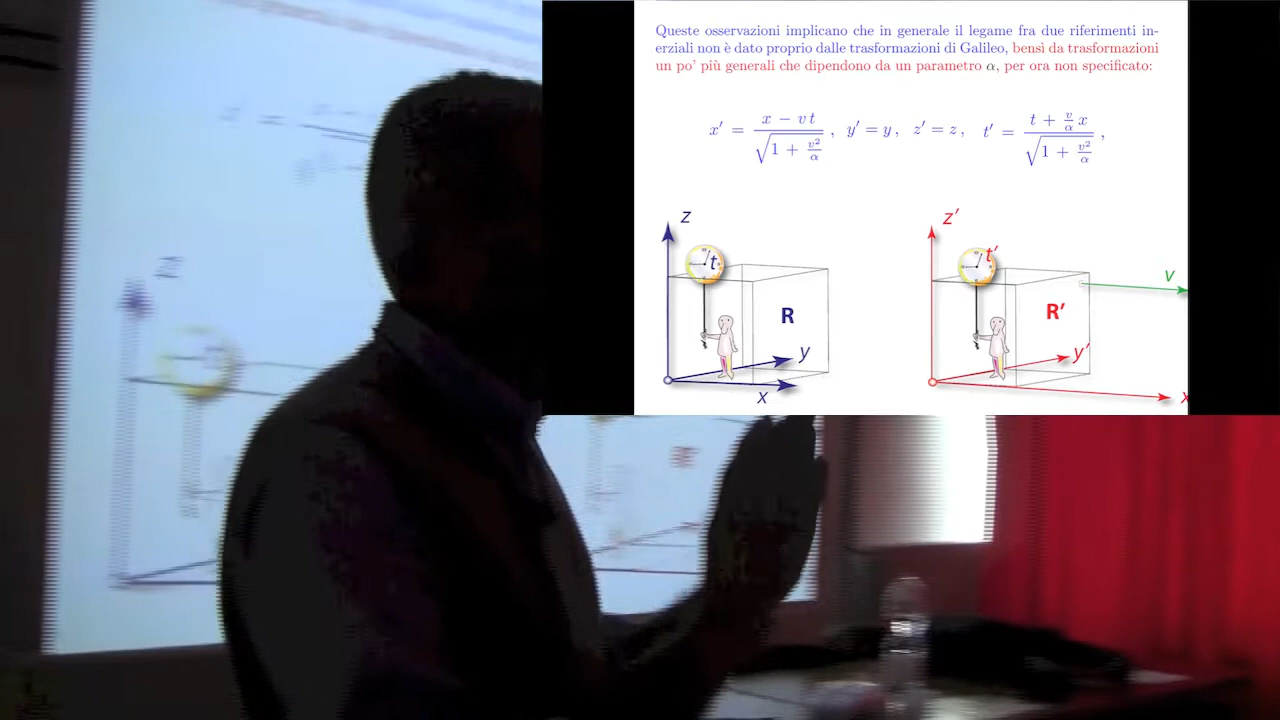 Queste osservazioni implicano che in generale il legame fra due riferimenti in-
erziali non è dato proprio dalle trasformazioni di Galileo, bensì da trasformazioni
un po' più generali che dipendono da un parametro α, per ora non specificato:
x′ = (x − v t) / √(1 + v²/α) , y′ = y , z′ = z , t′ = (t + (v/α) x) / √(1 + v²/α) ,
z z′
t t′ v
R R′
y y′
x x